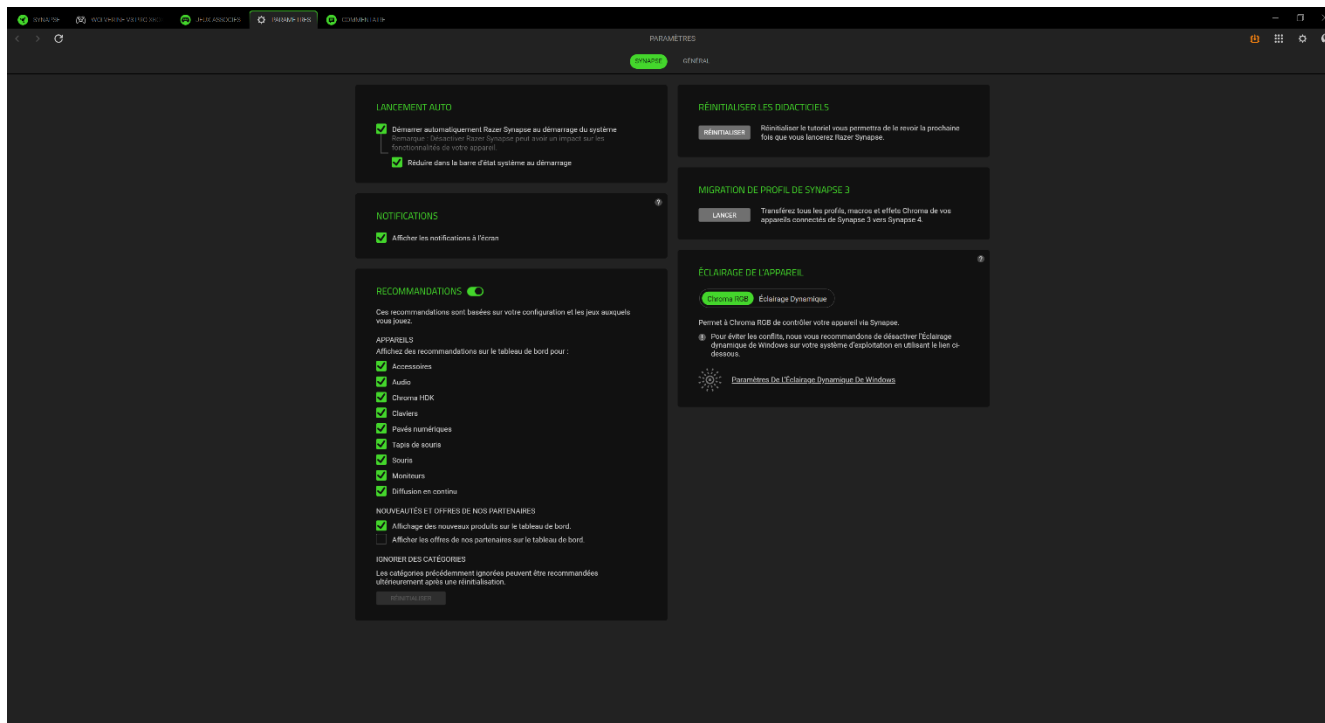 SYNAPSE
WOLVERINE V3 PRO
JEUX ASSOCIÉS
PARAMÈTRES
COMMENTAIRE
PARAMÈTRES
SYNAPSE
GÉNÉRAL
LANCEMENT AUTO
Démarrer automatiquement Razer Synapse au démarrage du système
Remarque : Désactiver Razer Synapse peut avoir un impact sur les
fonctionnalités de votre appareil.
Réduire dans la barre d'état système au démarrage
NOTIFICATIONS
Afficher les notifications à l'écran
RECOMMANDATIONS
Ces recommandations sont basées sur votre configuration et les jeux auxquels
vous jouez.
APPAREILS
Affichez des recommandations sur le tableau de bord pour :
Accessoires
Audio
Chroma HDK
Claviers
Pavés numériques
Tapis de souris
Souris
Moniteurs
Diffusion en continu
NOUVEAUTÉS ET OFFRES DE NOS PARTENAIRES
Affichage des nouveaux produits sur le tableau de bord.
Afficher les offres de nos partenaires sur le tableau de bord.
IGNORER DES CATÉGORIES
Les catégories précédemment ignorées peuvent être recommandées
ultérieurement après une réinitialisation.
RÉINITIALISER
RÉINITIALISER LES DIDACTICIELS
RÉINITIALISER
Réinitialiser le tutoriel vous permettra de le revoir la prochaine
fois que vous lancerez Razer Synapse.
MIGRATION DE PROFIL DE SYNAPSE 3
LANCER
Transférez tous les profils, macros et effets Chroma de vos
appareils connectés de Synapse 3 vers Synapse 4.
ÉCLAIRAGE DE L'APPAREIL
Chroma RGB
Éclairage Dynamique
Permet à Chroma RGB de contrôler votre appareil via Synapse.
Pour éviter les conflits, nous vous recommandons de désactiver l'Éclairage
dynamique de Windows sur votre système d'exploitation en utilisant le lien ci-
dessous.
Paramètres De L'Éclairage Dynamique De Windows